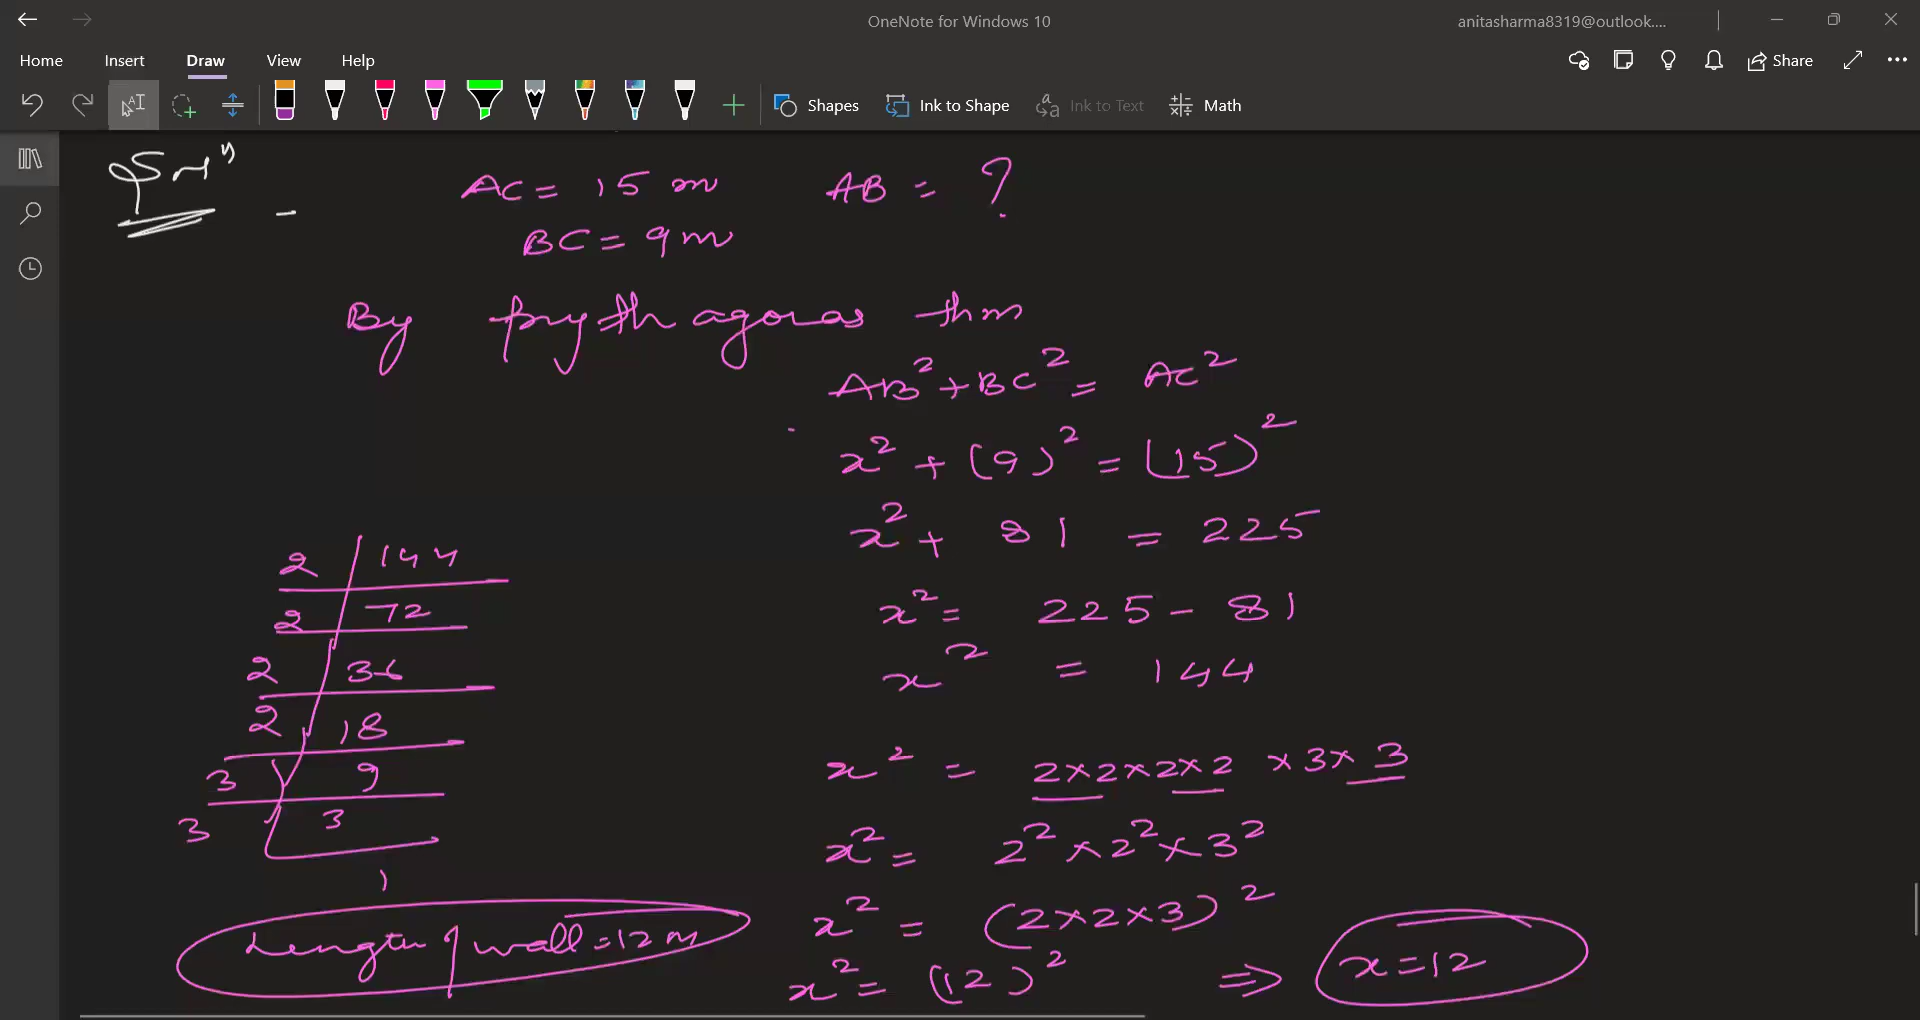 OneNote for Windows 10
anitasharma8319@outlook....
Home Insert Draw View Help
Share
Shapes Ink to Shape Ink to Text Math
Soln -
AC = 15 m AB = ?
BC = 9 m
By pythagoras thm
AB² + BC² = AC²
x² + (9)² = (15)²
x² + 81 = 225
x² = 225 - 81
x² = 144
x² = 2×2×2×2×3×3
x² = 2²×2²×3²
x² = (2×2×3)²
x² = (12)² ⇒ x = 12
2 | 144
2 | 72
2 | 36
2 | 18
3 | 9
3 | 3
1
Length of wall = 12 m